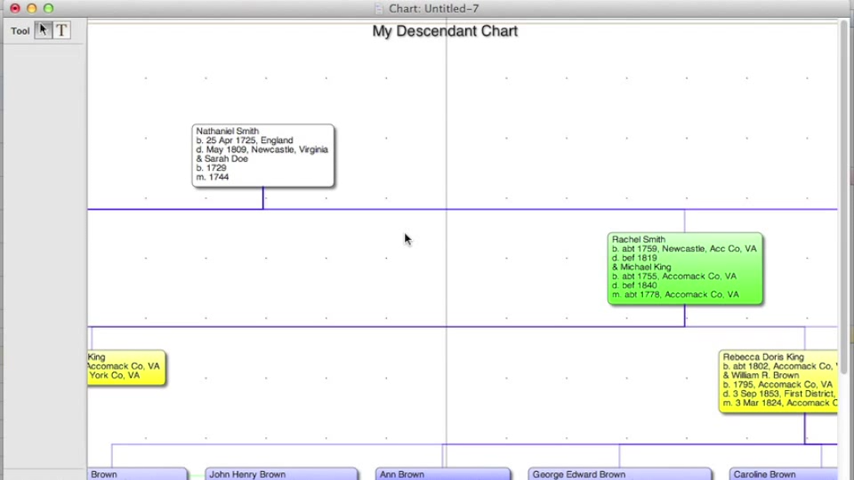 Chart: Untitled-7
Tool T
My Descendant Chart
Nathaniel Smith
b. 25 Apr 1725, England
d. May 1809, Newcastle, Virginia
& Sarah Doe
b. 1729
m. 1744
Rachel Smith
b. abt 1759, Newcastle, Acc Co, VA
d. bef 1819
& Michael King
b. abt 1755, Accomack Co, VA
d. bef 1840
m. abt 1778, Accomack Co, VA
King
Accomack Co, VA
York Co, VA
Rebecca Doris King
b. abt 1802, Accomack Co,
& William R. Brown
b. 1795, Accomack Co, VA
d. 3 Sep 1853, First District,
m. 3 Mar 1824, Accomack C
Brown
John Henry Brown
Ann Brown
George Edward Brown
Caroline Brown